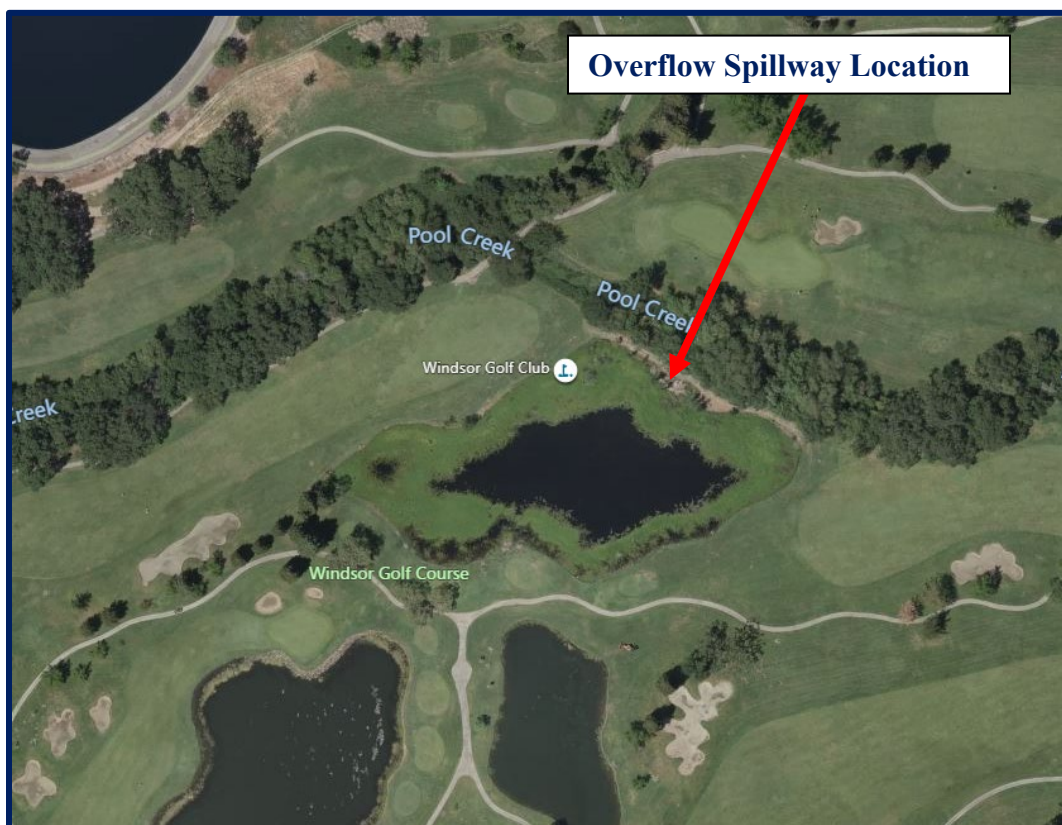 Overflow Spillway Location
Pool Creek
Pool Creek
Windsor Golf Club
Creek
Windsor Golf Course